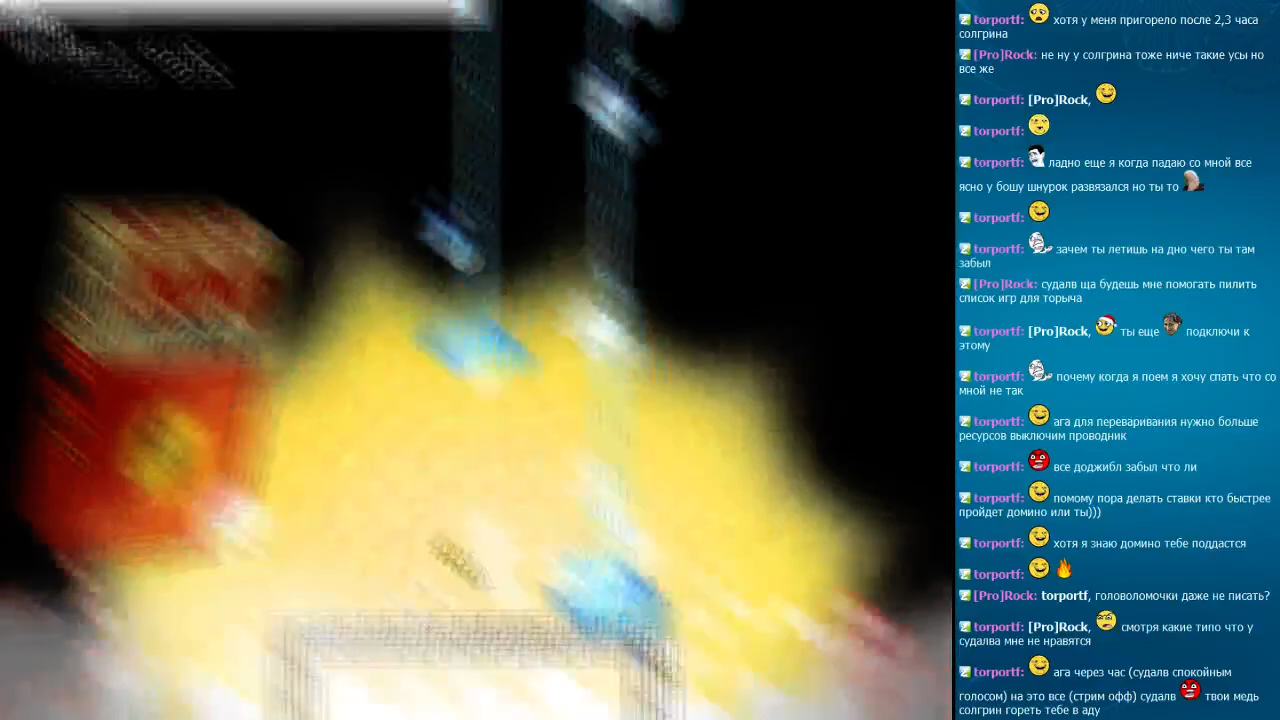 torportf: хотя у меня пригорело после 2,3 часа
солгрина
[Pro]Rock: не ну у солгрина тоже ниче такие усы но
все же
torportf: [Pro]Rock,
torportf:
torportf: ладно еще я когда падаю со мной все
ясно у бошу шнурок развязался но ты то
torportf:
torportf: зачем ты летишь на дно чего ты там
забыл
[Pro]Rock: судалв ща будешь мне помогать пилить
список игр для торыча
torportf: [Pro]Rock, ты еще подключи к
этому
torportf: почему когда я поем я хочу спать что со
мной не так
torportf: ага для переваривания нужно больше
ресурсов выключим проводник
torportf: все доджибл забыл что ли
torportf: помому пора делать ставки кто быстрее
пройдет домино или ты)))
torportf: хотя я знаю домино тебе поддастся
torportf:
[Pro]Rock: torportf, головоломочки даже не писать?
torportf: [Pro]Rock, смотря какие типо что у
судалва мне не нравятся
torportf: ага через час (судалв спокойным
голосом) на это все (стрим офф) судалв твои медь
солгрин гореть тебе в аду